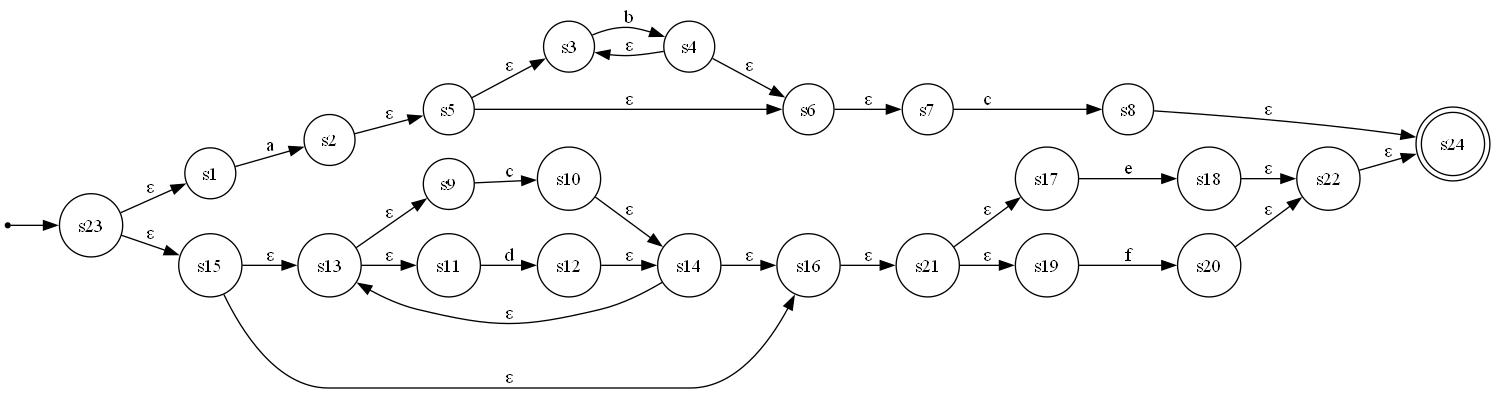 b
s3
ε
s4
ε
ε
s5
ε
s6
ε
s7
c
s8
ε
ε
s2
a
s1
ε
s24
ε
s9
c
s10
s17
e
s18
ε
s22
s23
ε
ε
ε
ε
ε
s15
ε
s13
ε
s11
d
s12
ε
s14
ε
s16
ε
s21
ε
s19
f
s20
ε
ε